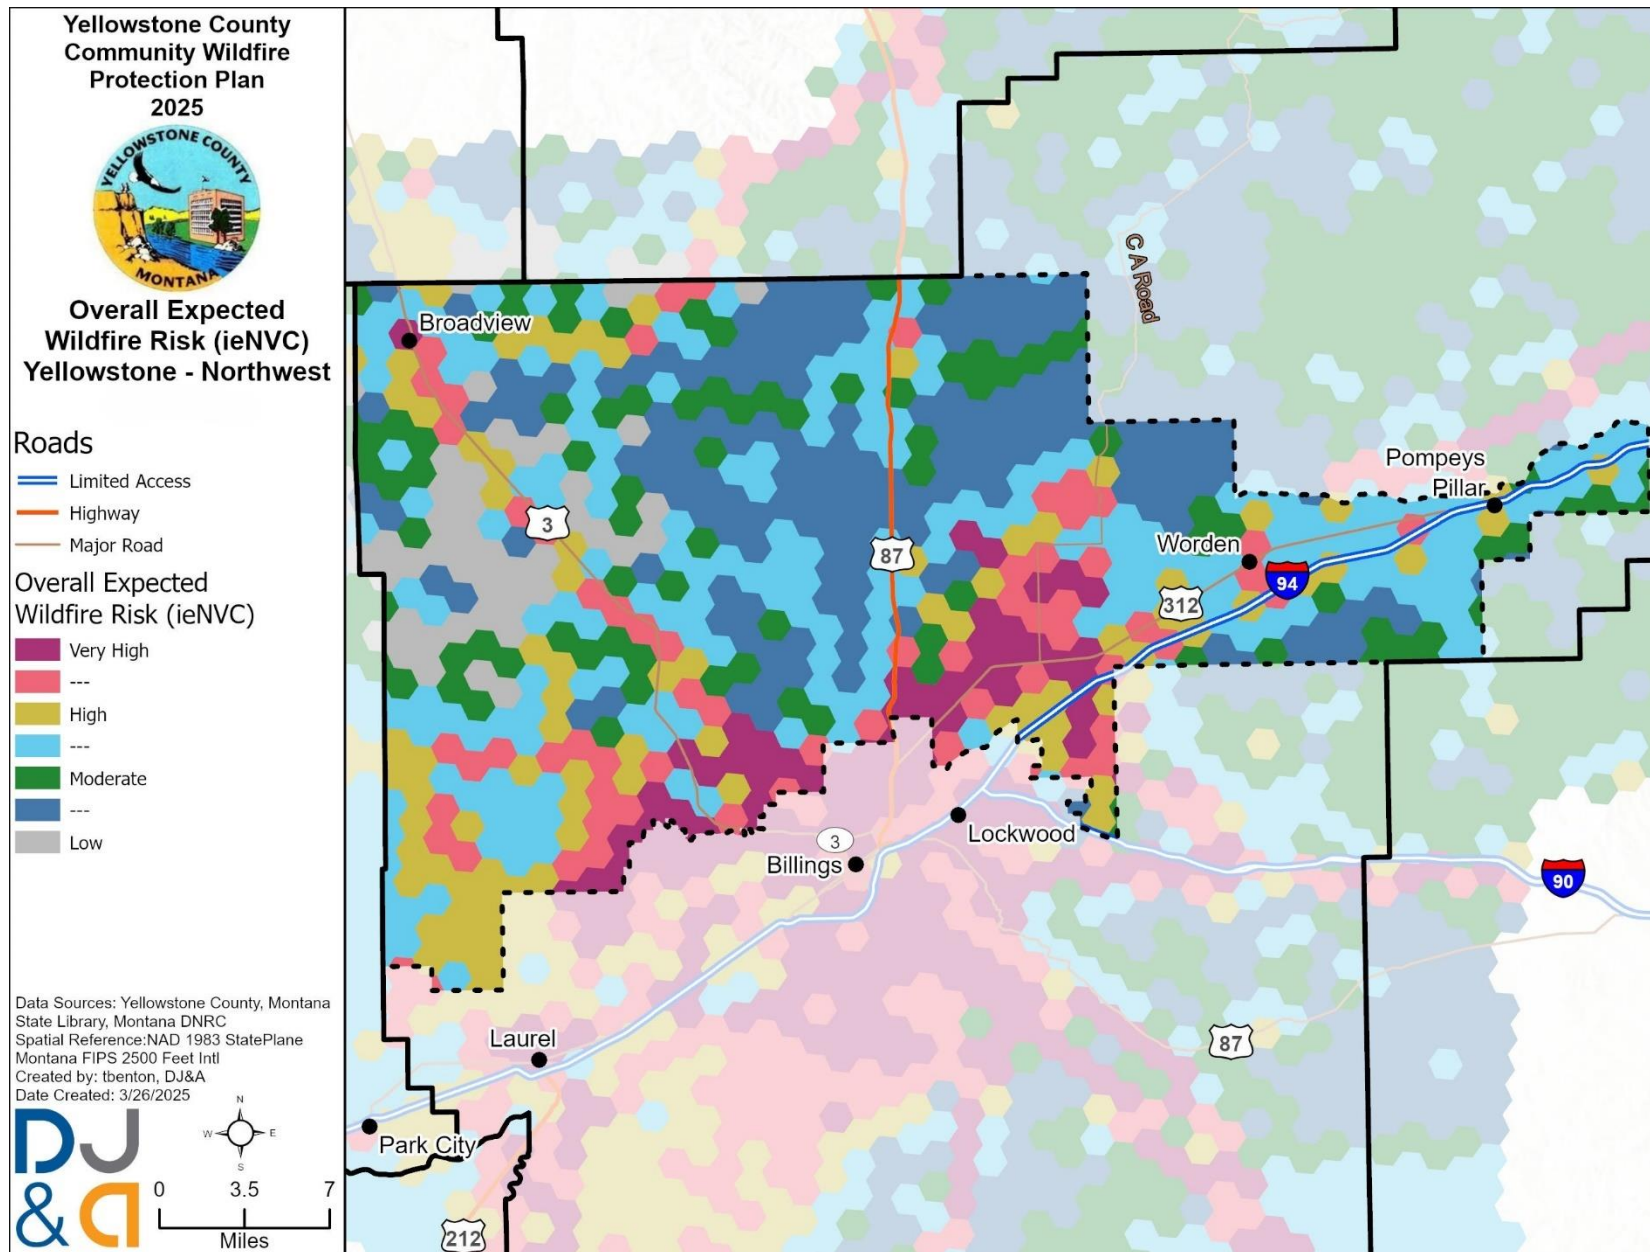 Yellowstone County
Community Wildfire
Protection Plan
2025
YELLOWSTONE COUNTY
MONTANA
Overall Expected
Wildfire Risk (ieNVC)
Yellowstone - Northwest
Roads
Limited Access
Highway
Major Road
Overall Expected
Wildfire Risk (ieNVC)
Very High
---
High
---
Moderate
---
Low
Data Sources: Yellowstone County, Montana
State Library, Montana DNRC
Spatial Reference:NAD 1983 StatePlane
Montana FIPS 2500 Feet Intl
Created by: tbenton, DJ&A
Date Created: 3/26/2025
DJ
&A
N
W E
S
0 3.5 7
Miles
C A Road
Broadview
Pompeys
Pillar
3
87
Worden
94
312
Lockwood
3
Billings
90
Laurel
87
Park City
212